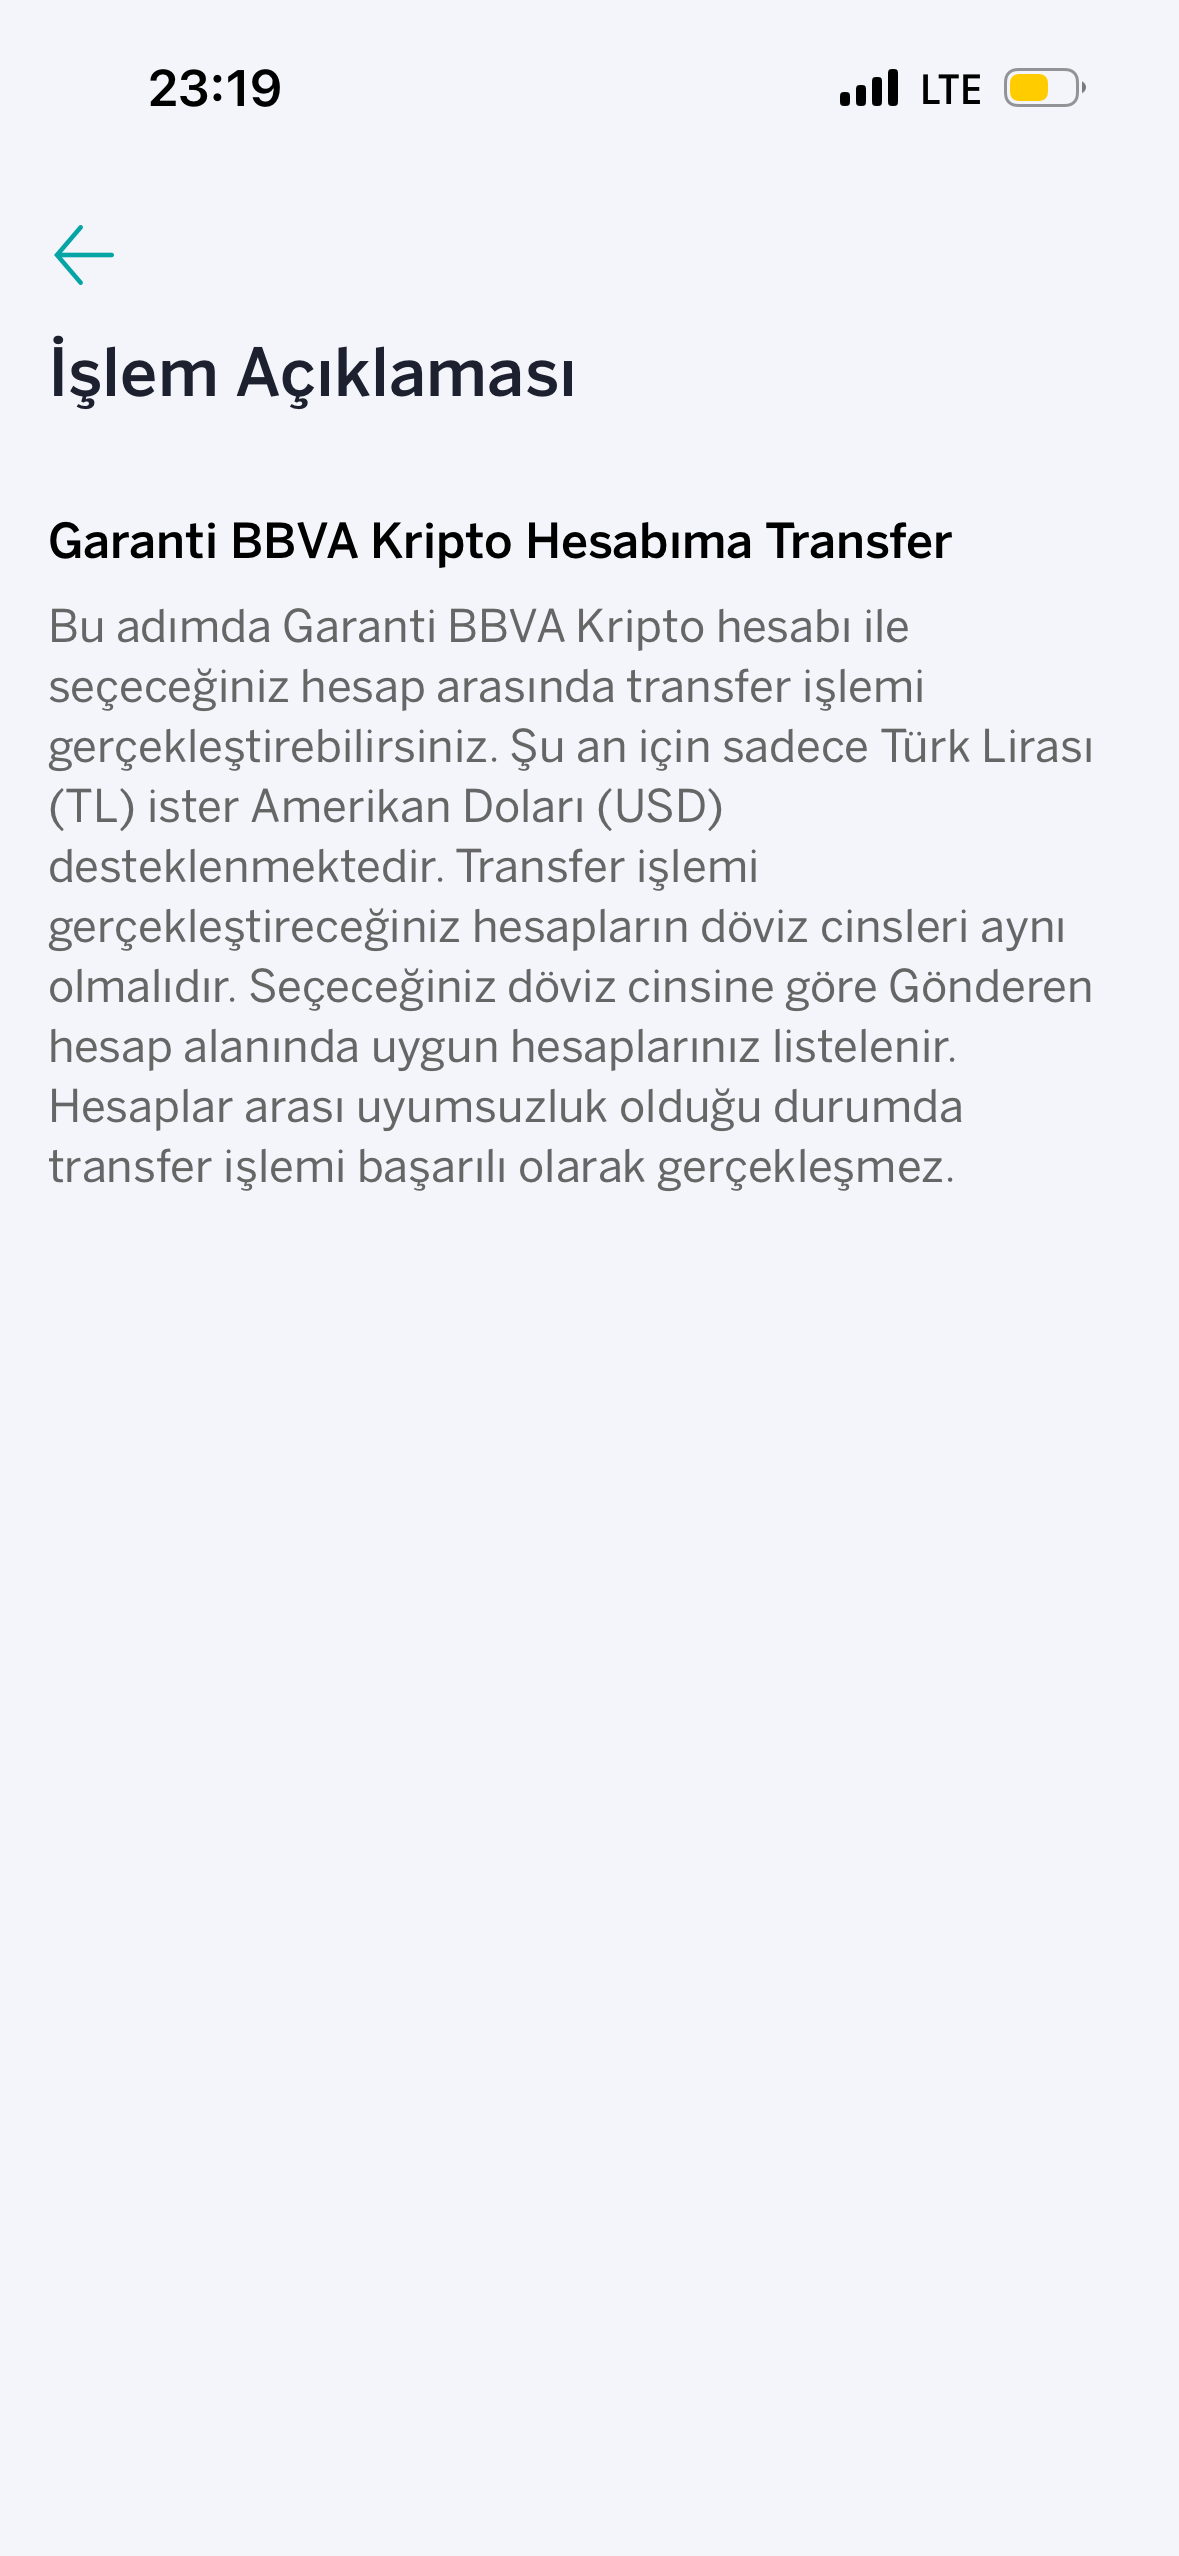 23:19
LTE
İşlem Açıklaması
Garanti BBVA Kripto Hesabıma Transfer
Bu adımda Garanti BBVA Kripto hesabı ile
seçeceğiniz hesap arasında transfer işlemi
gerçekleştirebilirsiniz. Şu an için sadece Türk Lirası
(TL) ister Amerikan Doları (USD)
desteklenmektedir. Transfer işlemi
gerçekleştireceğiniz hesapların döviz cinsleri aynı
olmalıdır. Seçeceğiniz döviz cinsine göre Gönderen
hesap alanında uygun hesaplarınız listelenir.
Hesaplar arası uyumsuzluk olduğu durumda
transfer işlemi başarılı olarak gerçekleşmez.